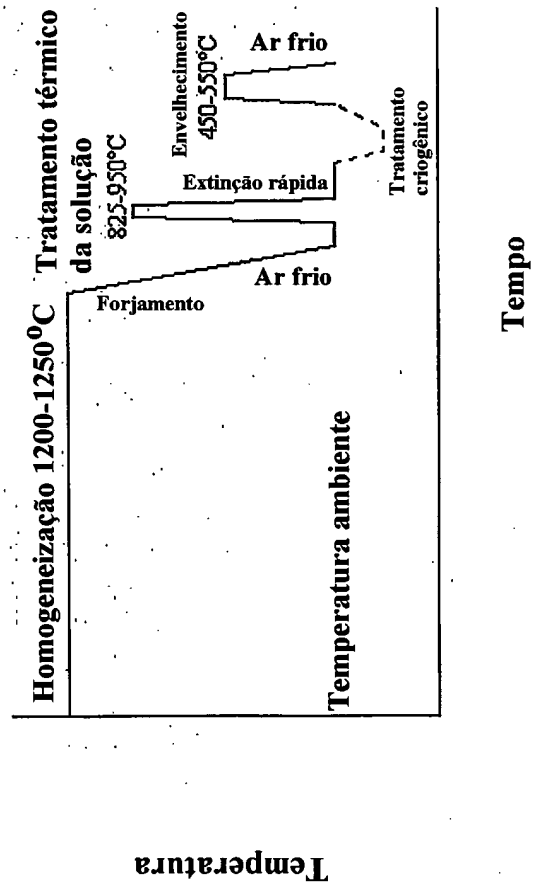 Homogeneização 1200-1250°C
Tratamento térmico
da solução
825-950°C
Envelhecimento
450-550°C
Ar frio
Extinção rápida
Tratamento
criogênico
Forjamento
Ar frio
Temperatura ambiente
Tempo
Temperatura